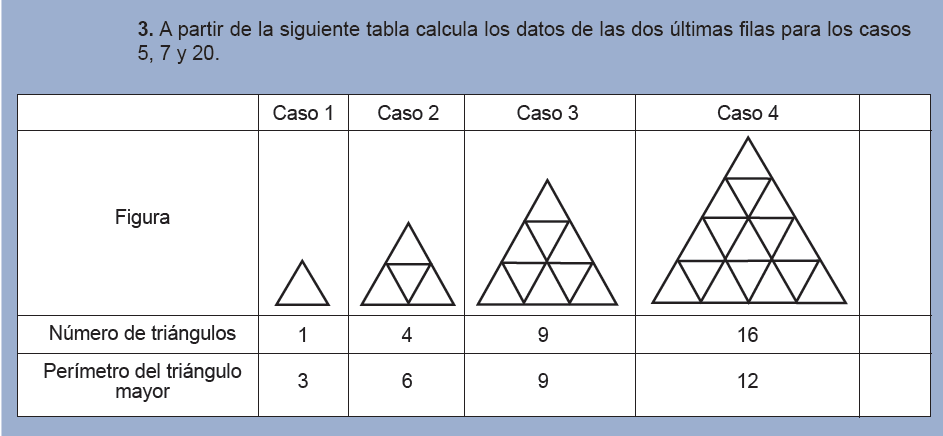 3. A partir de la siguiente tabla calcula los datos de las dos últimas filas para los casos
5, 7 y 20.
Caso 1 Caso 2 Caso 3 Caso 4
Figura
Número de triángulos 1 4 9 16
Perímetro del triángulo
mayor 3 6 9 12